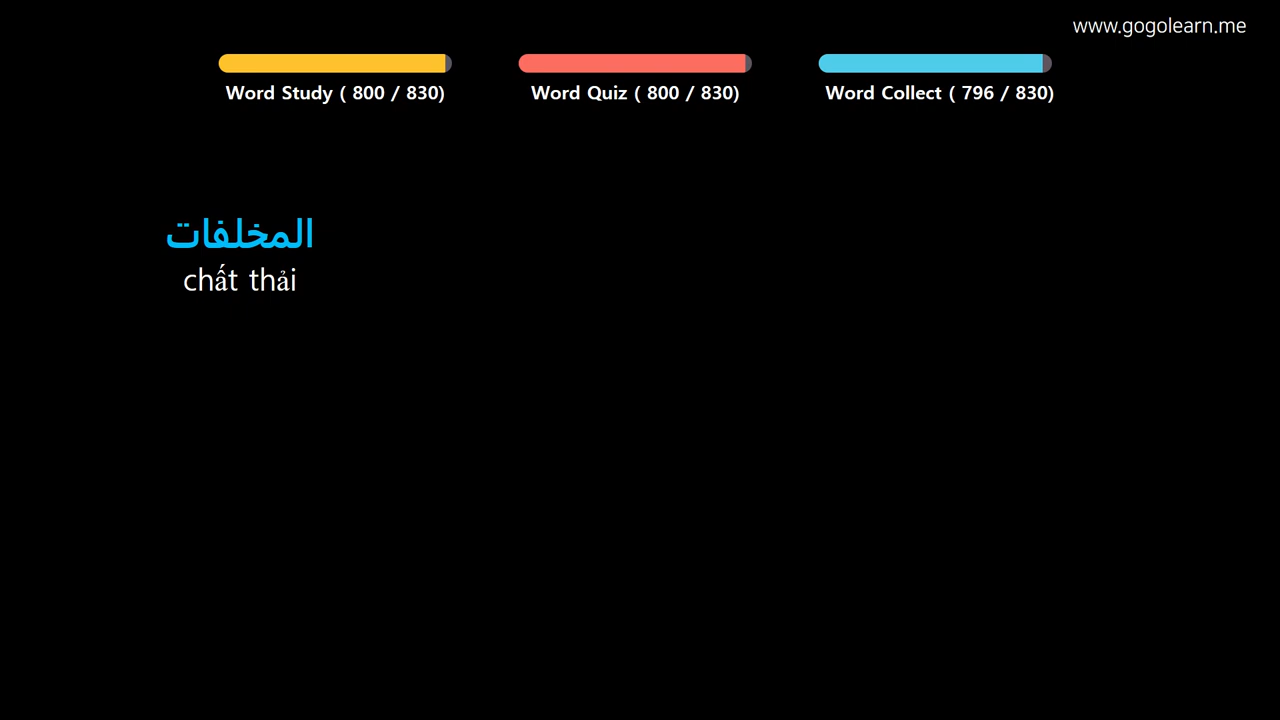 www.gogolearn.me
Word Study ( 800 / 830)
Word Quiz ( 800 / 830)
Word Collect ( 796 / 830)
المخلفات
chất thải